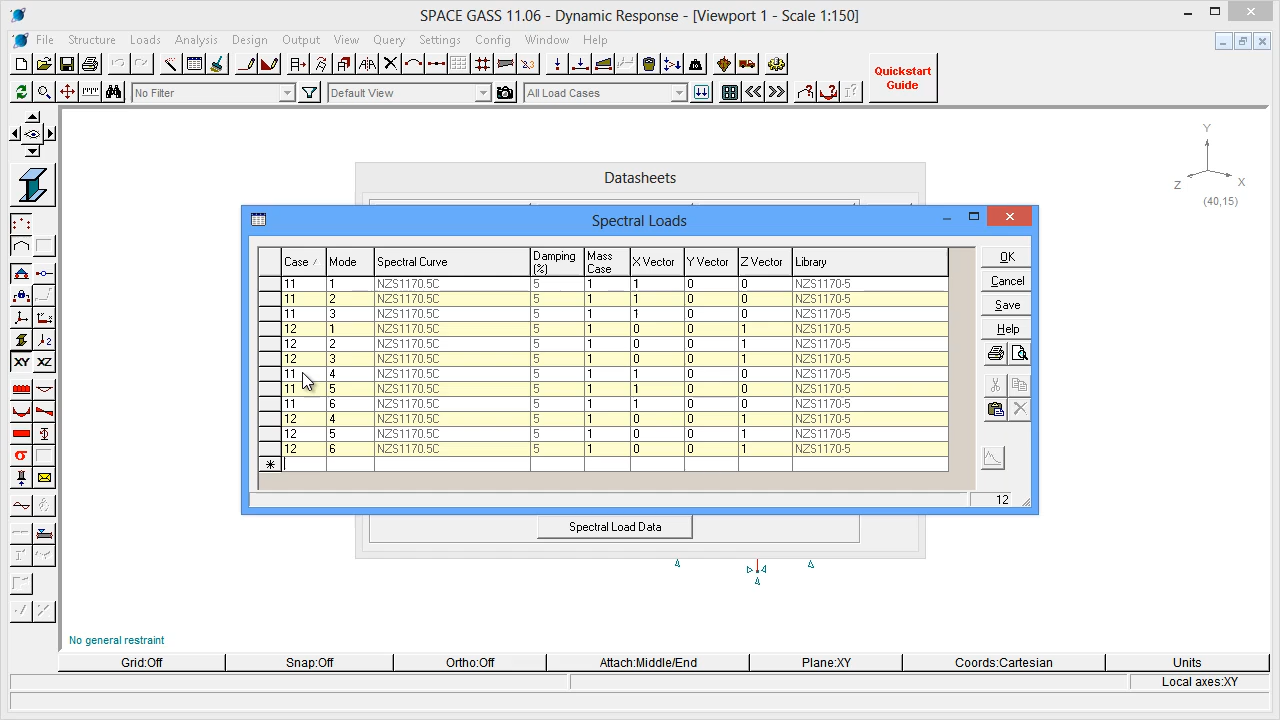 SPACE GASS 11.06 - Dynamic Response - [Viewport 1 - Scale 1:150]
File Structure Loads Analysis Design Output View Query Settings Config Window Help
Quickstart
Guide
No Filter
Default View
All Load Cases
Y
Z
X
(40,15)
Datasheets
Spectral Loads
Case Mode Spectral Curve Damping (%) Mass Case X Vector Y Vector Z Vector Library
11 1 NZS1170.5C 5 1 1 0 0 NZS1170-5
11 2 NZS1170.5C 5 1 1 0 0 NZS1170-5
11 3 NZS1170.5C 5 1 1 0 0 NZS1170-5
12 1 NZS1170.5C 5 1 0 0 1 NZS1170-5
12 2 NZS1170.5C 5 1 0 0 1 NZS1170-5
12 3 NZS1170.5C 5 1 0 0 1 NZS1170-5
11 4 NZS1170.5C 5 1 1 0 0 NZS1170-5
11 5 NZS1170.5C 5 1 1 0 0 NZS1170-5
11 6 NZS1170.5C 5 1 1 0 0 NZS1170-5
12 4 NZS1170.5C 5 1 0 0 1 NZS1170-5
12 5 NZS1170.5C 5 1 0 0 1 NZS1170-5
12 6 NZS1170.5C 5 1 0 0 1 NZS1170-5
12
OK
Cancel
Save
Help
XY XZ
Spectral Load Data
No general restraint
Grid:Off Snap:Off Ortho:Off Attach:Middle/End Plane:XY Coords:Cartesian Units
Local axes:XY